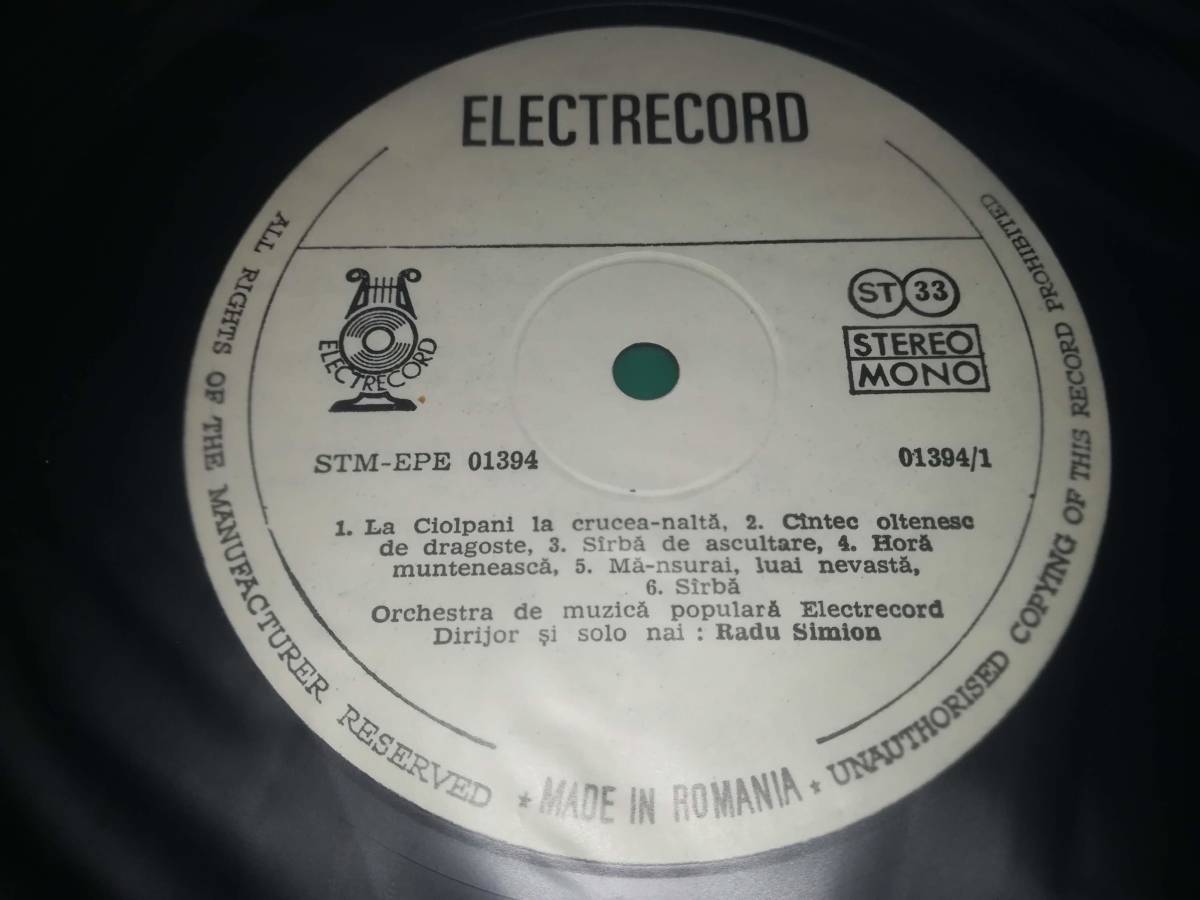 ELECTRECORD
ELECTRECORD
ST 33
STEREO
MONO
STM-EPE 01394
01394/1
1. La Ciolpani la crucea-naltă, 2. Cîntec oltenesc
de dragoste, 3. Sîrbă de ascultare, 4. Horă
muntenească, 5. Mă-nsurai, luai nevastă,
6. Sîrbă
Orchestra de muzică populară Electrecord
Dirijor și solo nai : Radu Simion
ALL RIGHTS OF THE MANUFACTURER RESERVED * MADE IN ROMANIA * UNAUTHORISED COPYING OF THIS RECORD PROHIBITED